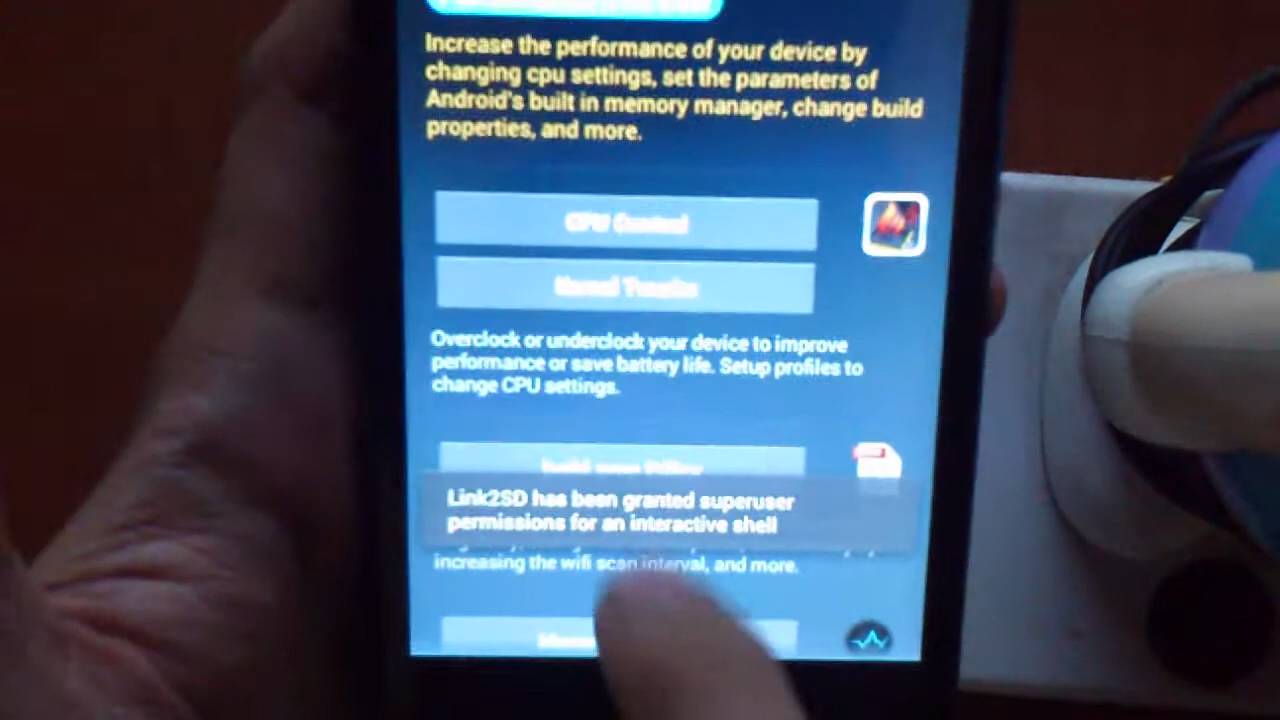 Increase the performance of your device by
changing cpu settings, set the parameters of
Android's built in memory manager, change build
properties, and more.
CPU Control
Overclock or underclock your device to improve
performance or save battery life. Setup profiles to
change CPU settings.
Link2SD has been granted superuser
permissions for an interactive shell
increasing the wifi scan interval, and more.